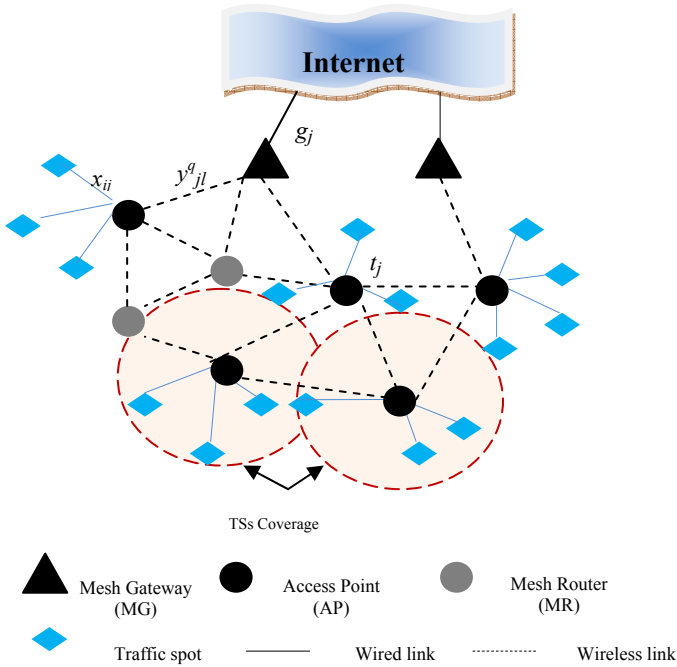 Internet
g_j
x_ii
y^q_jl
t_j
TSs Coverage
Mesh Gateway (MG)
Access Point (AP)
Mesh Router (MR)
Traffic spot
Wired link
Wireless link